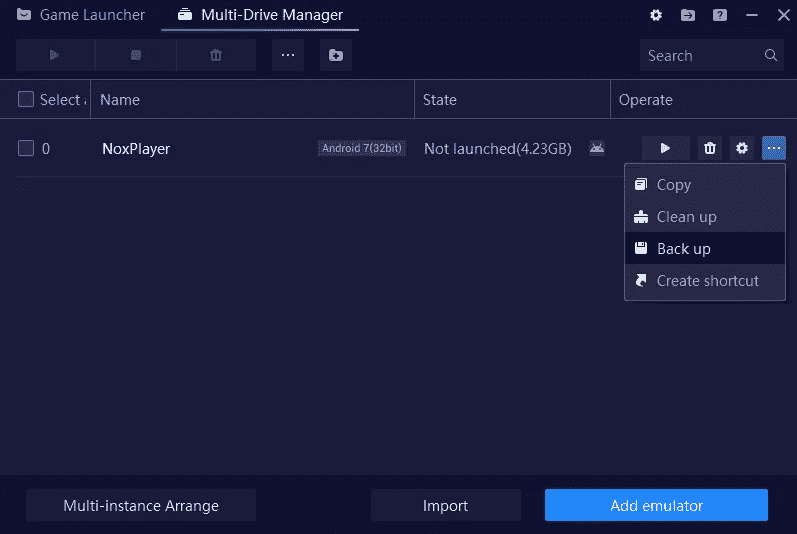 Game Launcher
Multi-Drive Manager
Search
Select a
Name
State
Operate
0
NoxPlayer
Android 7(32bit)
Not launched(4.23GB)
Copy
Clean up
Back up
Create shortcut
Multi-instance Arrange
Import
Add emulator